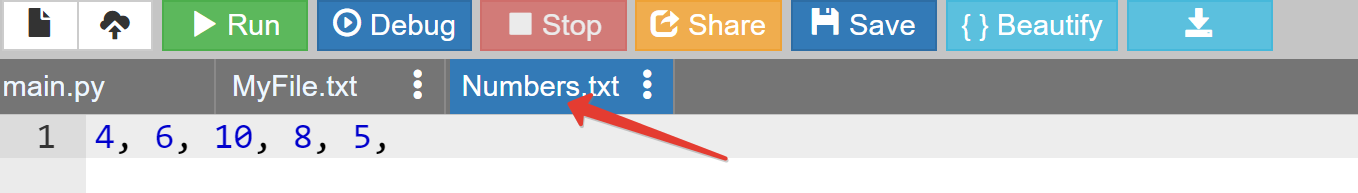 Run Debug Stop Share Save { } Beautify
main.py MyFile.txt Numbers.txt
1 4, 6, 10, 8, 5,